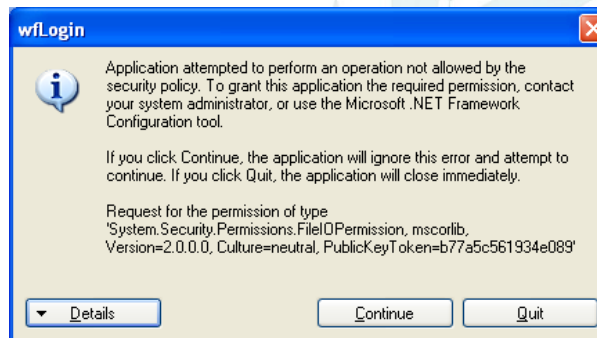 wfLogin
Application attempted to perform an operation not allowed by the
security policy. To grant this application the required permission, contact
your system administrator, or use the Microsoft .NET Framework
Configuration tool.
If you click Continue, the application will ignore this error and attempt to
continue. If you click Quit, the application will close immediately.
Request for the permission of type
'System.Security.Permissions.FileIOPermission, mscorlib,
Version=2.0.0.0, Culture=neutral, PublicKeyToken=b77a5c561934e089'
Details
Continue
Quit